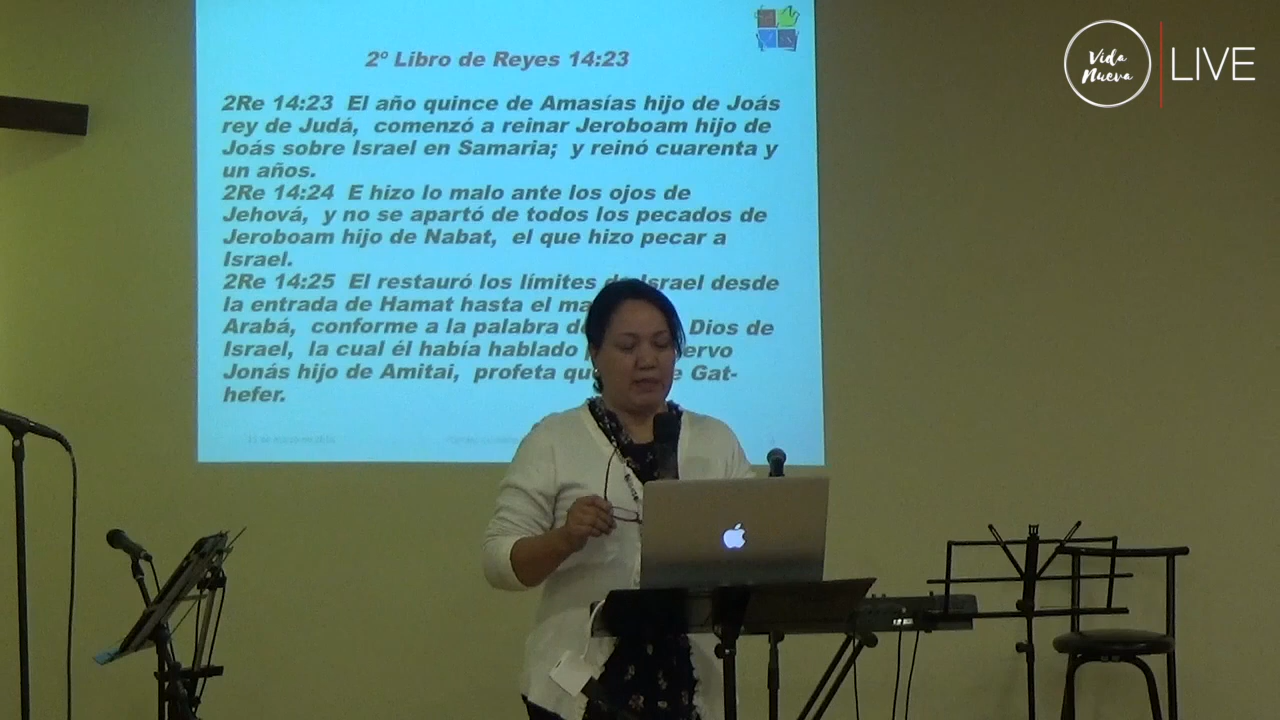 2º Libro de Reyes 14:23
2Re 14:23 El año quince de Amasías hijo de Joás
rey de Judá, comenzó a reinar Jeroboam hijo de
Joás sobre Israel en Samaria; y reinó cuarenta y
un años.
2Re 14:24 E hizo lo malo ante los ojos de
Jehová, y no se apartó de todos los pecados de
Jeroboam hijo de Nabat, el que hizo pecar a
Israel.
2Re 14:25 El restauró los límites de Israel desde
la entrada de Hamat hasta el
Arabá, conforme a la palabra Dios de
Israel, la cual él había hablado
Jonás hijo de Amitai, profeta Gat-
hefer.
Vida
Nueva
LIVE